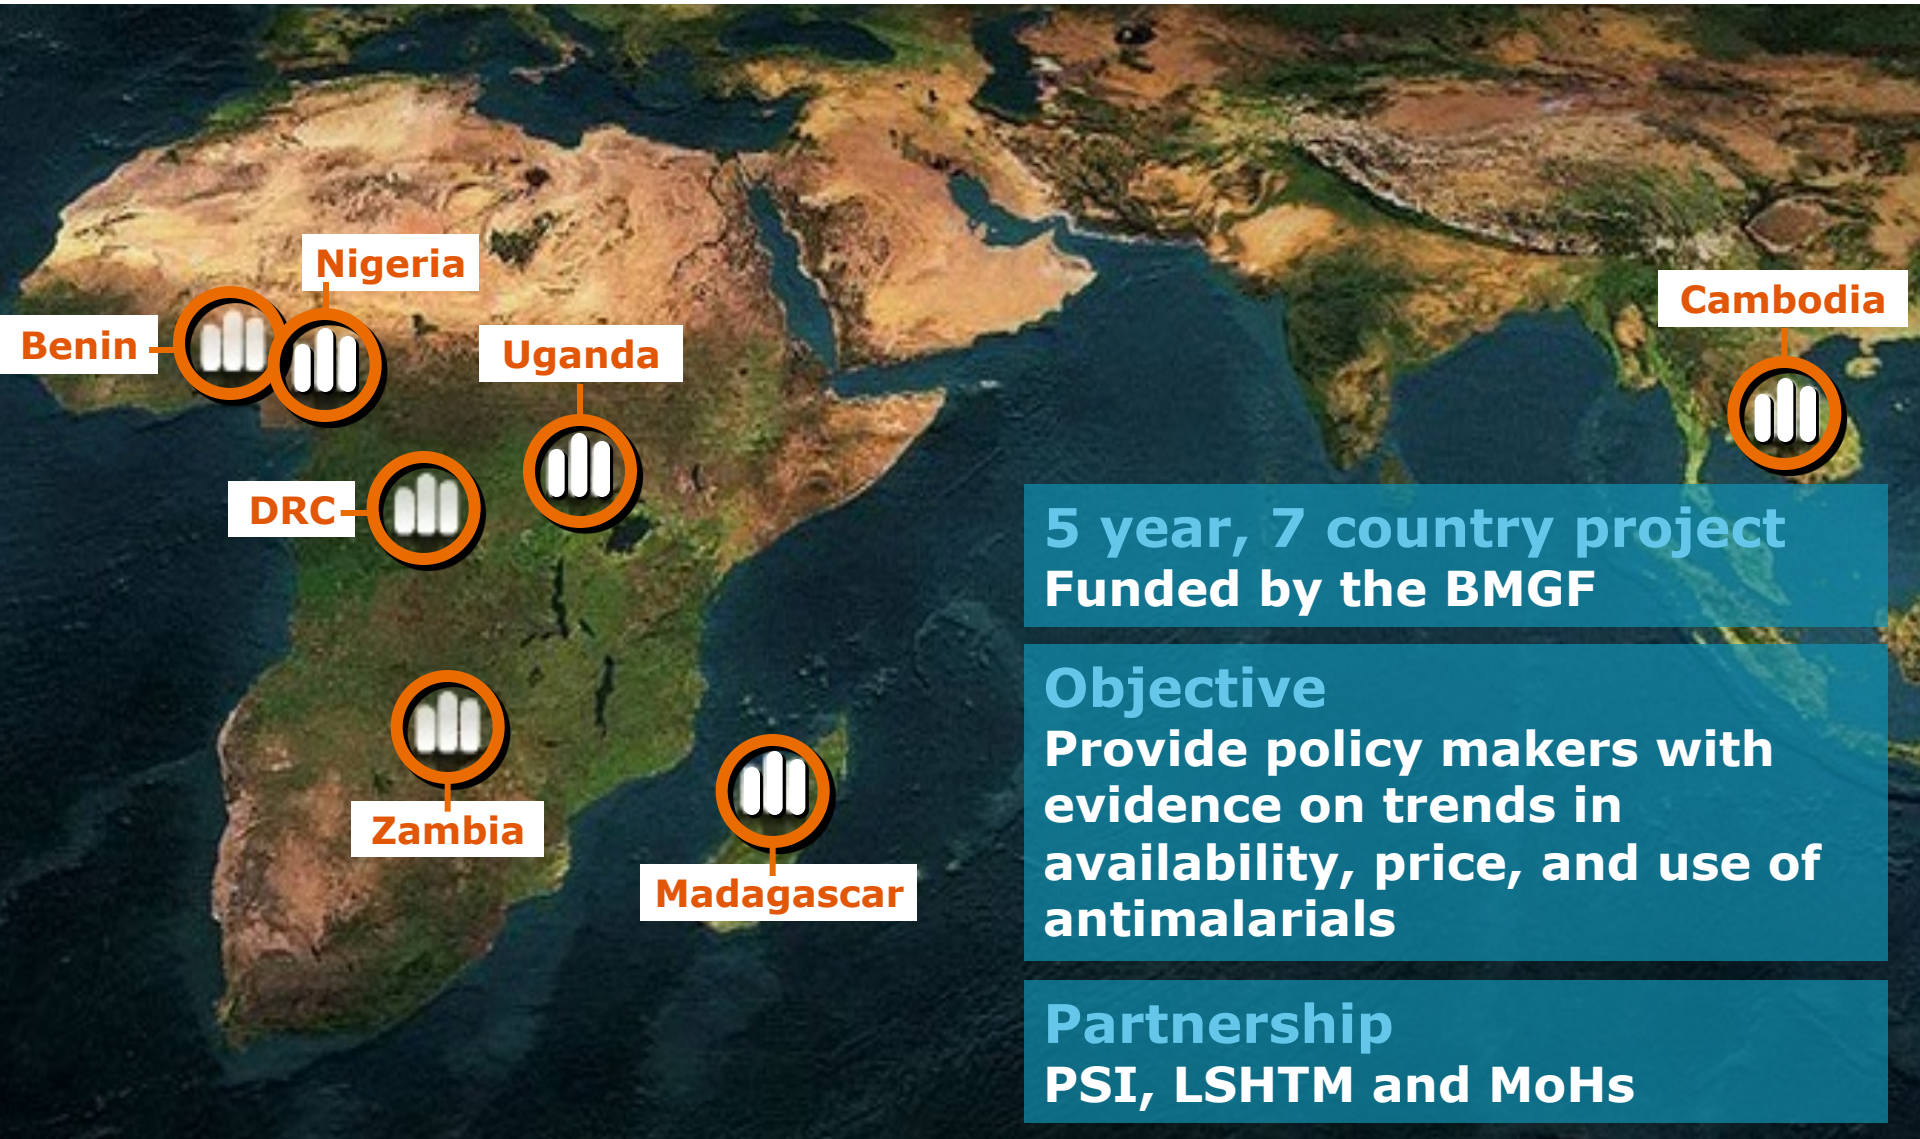 Nigeria
Benin
Uganda
Cambodia
DRC
Zambia
Madagascar
5 year, 7 country project
Funded by the BMGF
Objective
Provide policy makers with
evidence on trends in
availability, price, and use of
antimalarials
Partnership
PSI, LSHTM and MoHs